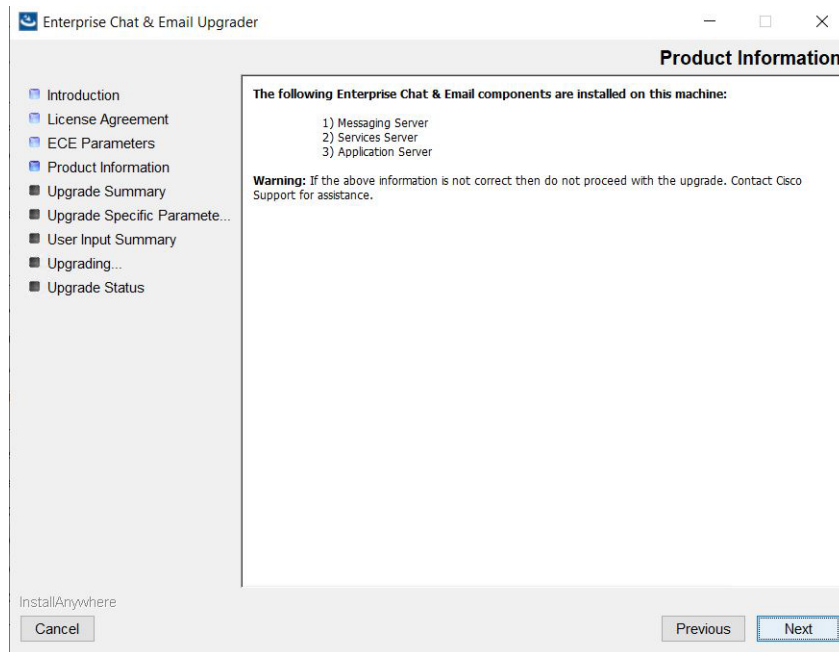 Enterprise Chat & Email Upgrader
Product Information
Introduction
License Agreement
ECE Parameters
Product Information
Upgrade Summary
Upgrade Specific Paramete...
User Input Summary
Upgrading...
Upgrade Status
The following Enterprise Chat & Email components are installed on this machine:
1) Messaging Server
2) Services Server
3) Application Server
Warning: If the above information is not correct then do not proceed with the upgrade. Contact Cisco
Support for assistance.
InstallAnywhere
Cancel
Previous
Next